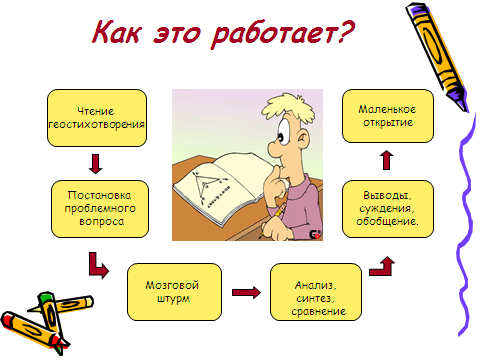 Как это работает?
Чтение
геостихотворения
Постановка
проблемного
вопроса
Мозговой
штурм
Анализ,
синтез,
сравнение
Выводы,
суждения,
обобщение.
Маленькое
открытие